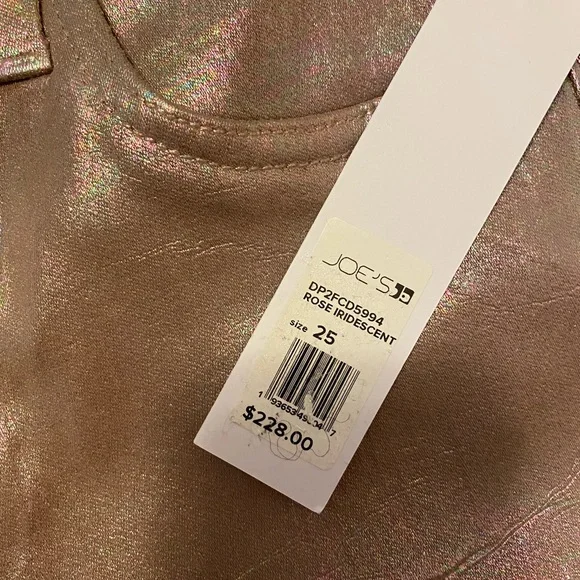 JOE'S
DP2FCD5994
ROSE IRIDESCENT
size 25
$228.00